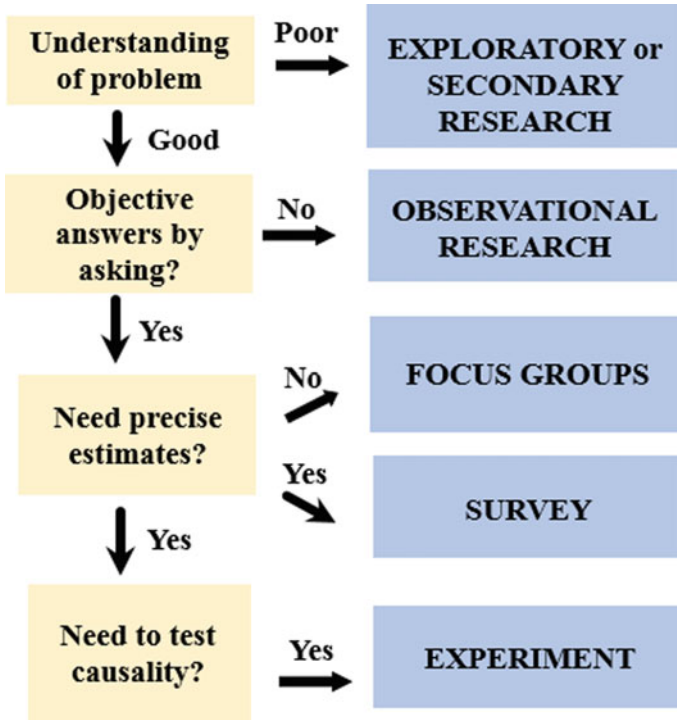 Understanding
of problem
Poor
EXPLORATORY or
SECONDARY
RESEARCH
Good
Objective
answers by
asking?
No
OBSERVATIONAL
RESEARCH
Yes
Need precise
estimates?
No
FOCUS GROUPS
Yes
SURVEY
Yes
Need to test
causality?
Yes
EXPERIMENT